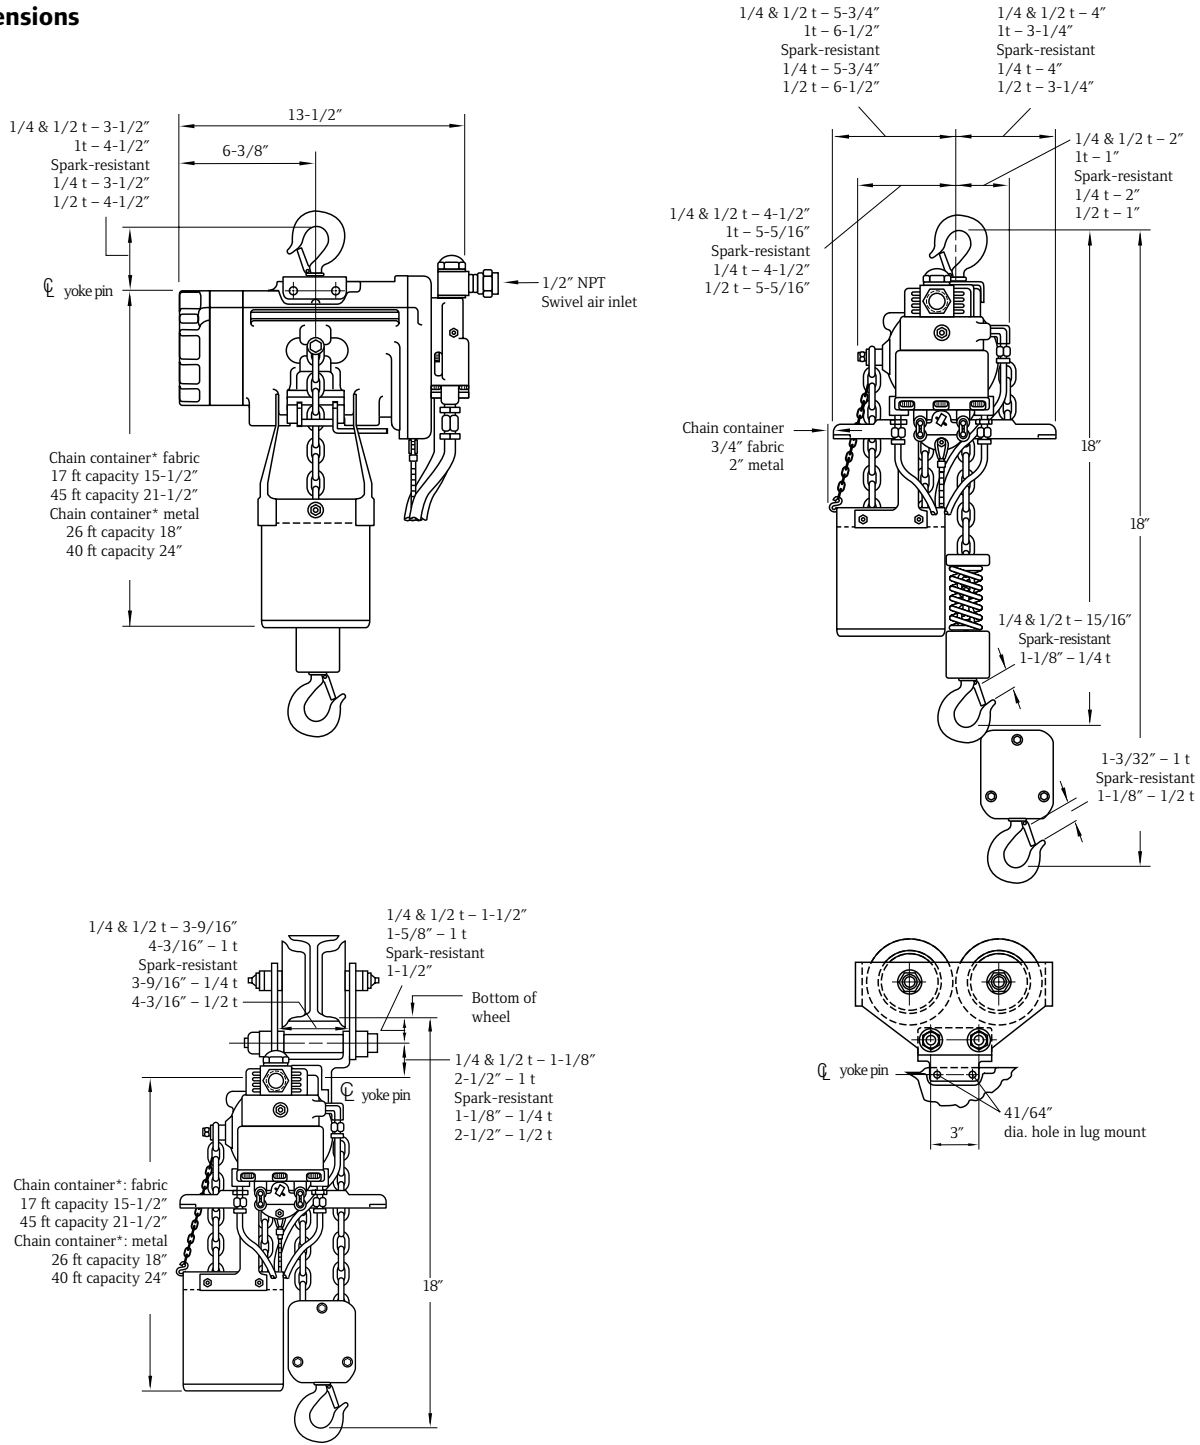 ensions
1/4 & 1/2 t – 3-1/2″
1t – 4-1/2″
Spark-resistant
1/4 t – 3-1/2″
1/2 t – 4-1/2″
13-1/2″
6-3/8″
℄ yoke pin
1/2″ NPT
Swivel air inlet
Chain container* fabric
17 ft capacity 15-1/2″
45 ft capacity 21-1/2″
Chain container* metal
26 ft capacity 18″
40 ft capacity 24″
1/4 & 1/2 t – 5-3/4″
1t – 6-1/2″
Spark-resistant
1/4 t – 5-3/4″
1/2 t – 6-1/2″
1/4 & 1/2 t – 4″
1t – 3-1/4″
Spark-resistant
1/4 t – 4″
1/2 t – 3-1/4″
1/4 & 1/2 t – 2″
1t – 1″
Spark-resistant
1/4 t – 2″
1/2 t – 1″
1/4 & 1/2 t – 4-1/2″
1t – 5-5/16″
Spark-resistant
1/4 t – 4-1/2″
1/2 t – 5-5/16″
Chain container
3/4″ fabric
2″ metal
18″
18″
1/4 & 1/2 t – 15/16″
Spark-resistant
1-1/8″ – 1/4 t
1-3/32″ – 1 t
Spark-resistant
1-1/8″ – 1/2 t
1/4 & 1/2 t – 3-9/16″
4-3/16″ – 1 t
Spark-resistant
3-9/16″ – 1/4 t
4-3/16″ – 1/2 t
1/4 & 1/2 t – 1-1/2″
1-5/8″ – 1 t
Spark-resistant
1-1/2″
Bottom of
wheel
1/4 & 1/2 t – 1-1/8″
2-1/2″ – 1 t
Spark-resistant
1-1/8″ – 1/4 t
2-1/2″ – 1/2 t
℄ yoke pin
Chain container*: fabric
17 ft capacity 15-1/2″
45 ft capacity 21-1/2″
Chain container*: metal
26 ft capacity 18″
40 ft capacity 24″
18″
℄ yoke pin
41/64″
dia. hole in lug mount
3″